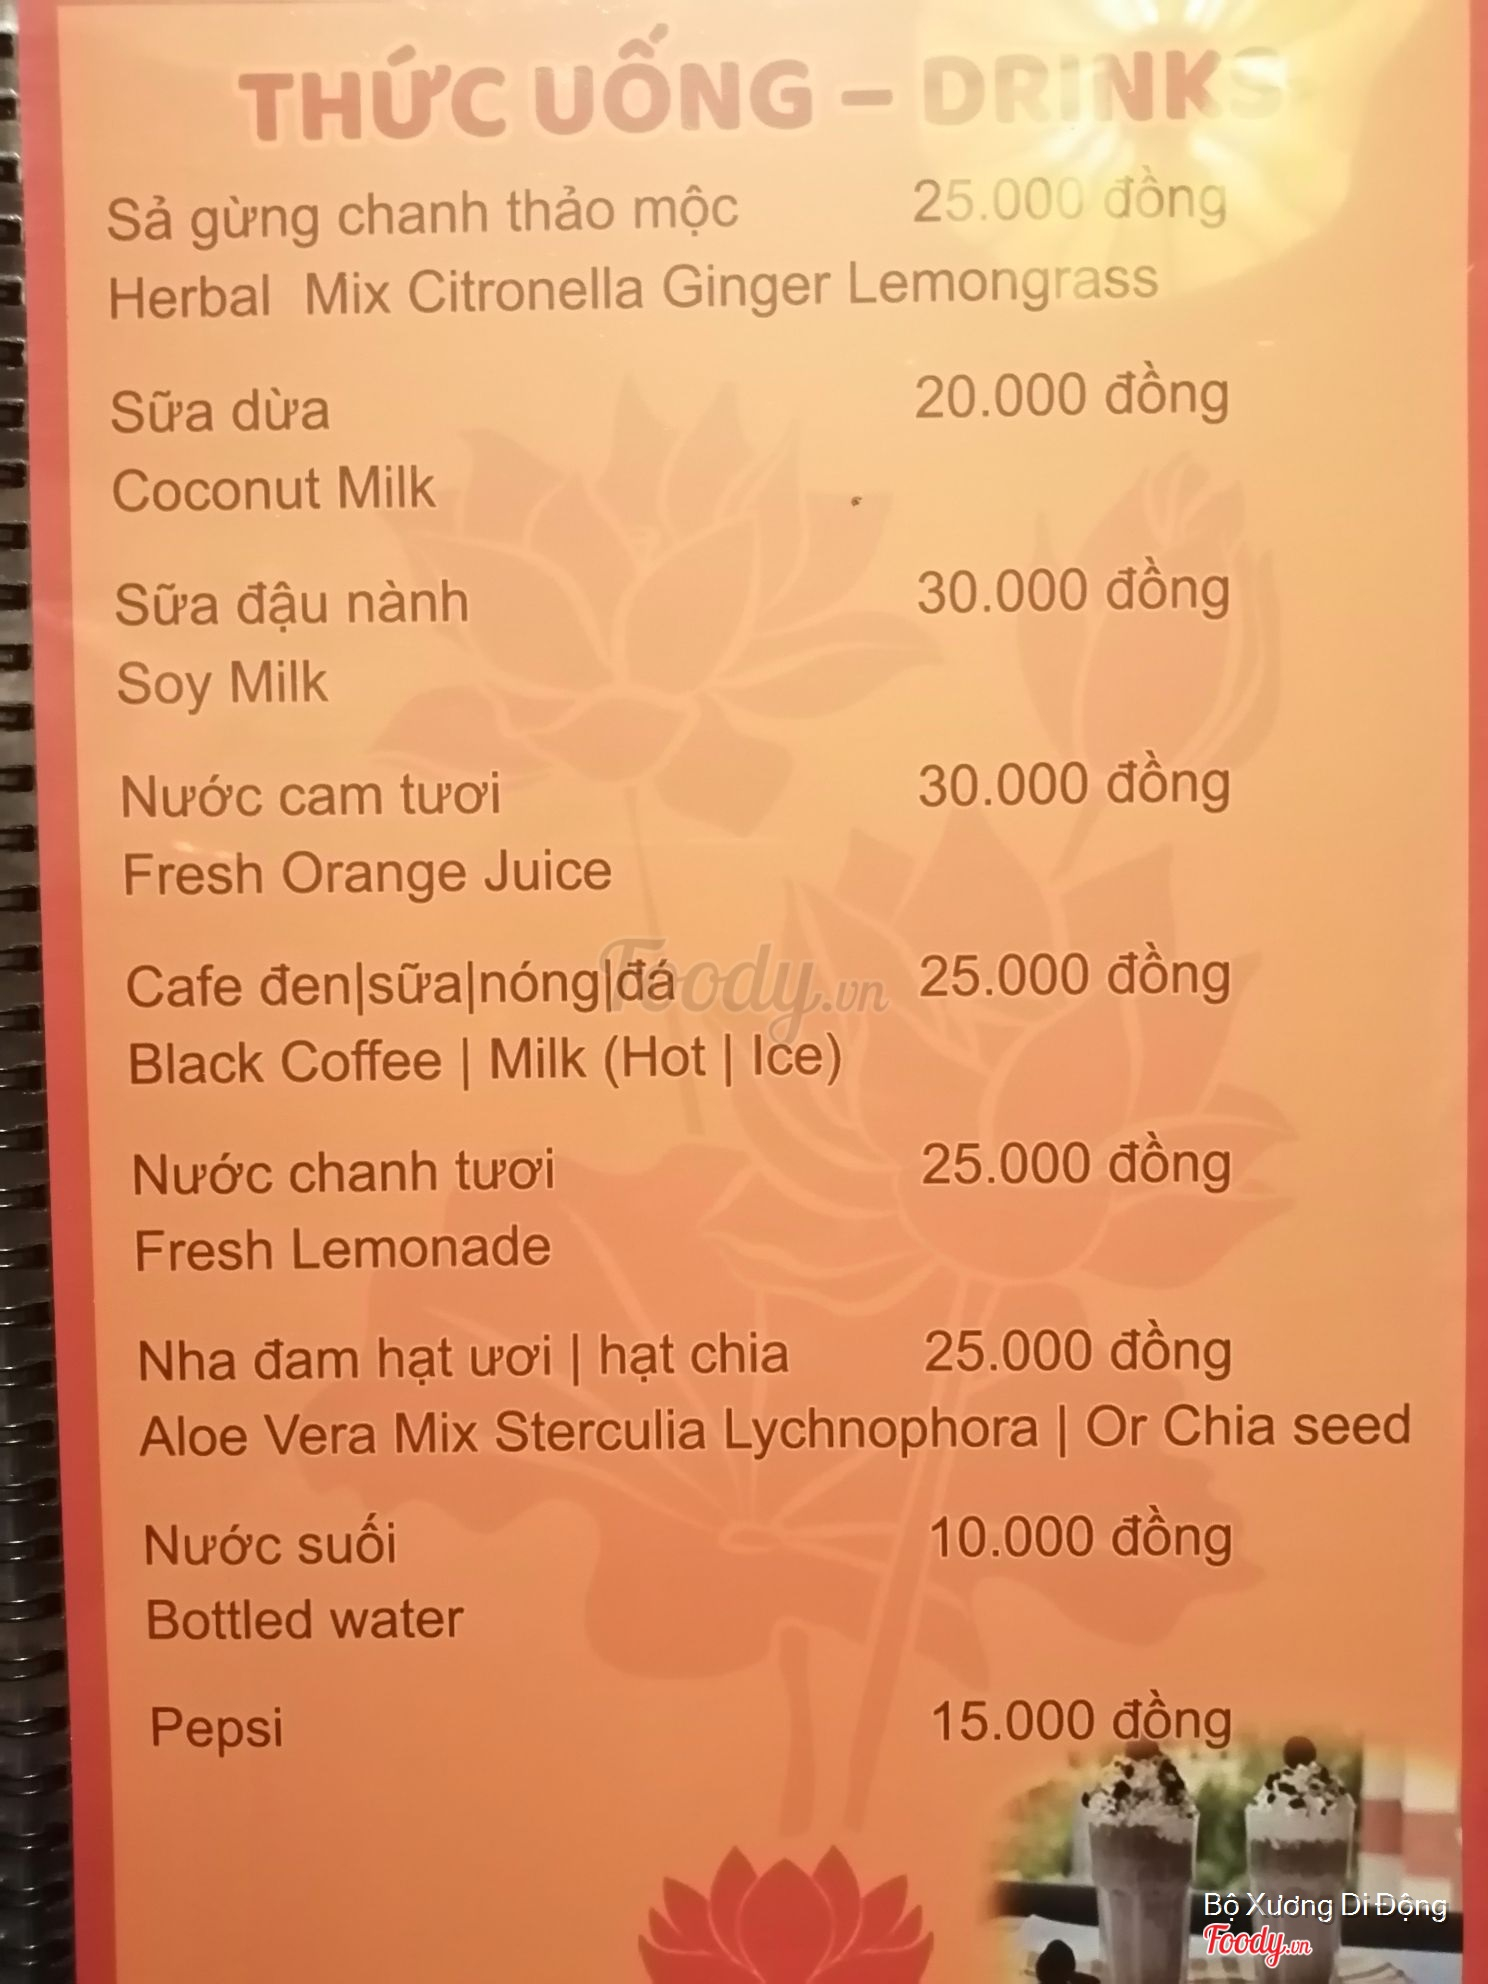 THỨC UỐNG – DRINKS
Sả gừng chanh thảo mộc 25.000 đồng
Herbal Mix Citronella Ginger Lemongrass
Sữa dừa 20.000 đồng
Coconut Milk
Sữa đậu nành 30.000 đồng
Soy Milk
Nước cam tươi 30.000 đồng
Fresh Orange Juice
Cafe đen|sữa|nóng|đá 25.000 đồng
Foody.vn
Black Coffee | Milk (Hot | Ice)
Nước chanh tươi 25.000 đồng
Fresh Lemonade
Nha đam hạt ươi | hạt chia 25.000 đồng
Aloe Vera Mix Sterculia Lychnophora | Or Chia seed
Nước suối 10.000 đồng
Bottled water
Pepsi 15.000 đồng
Bộ Xương Di Động
Foody.vn